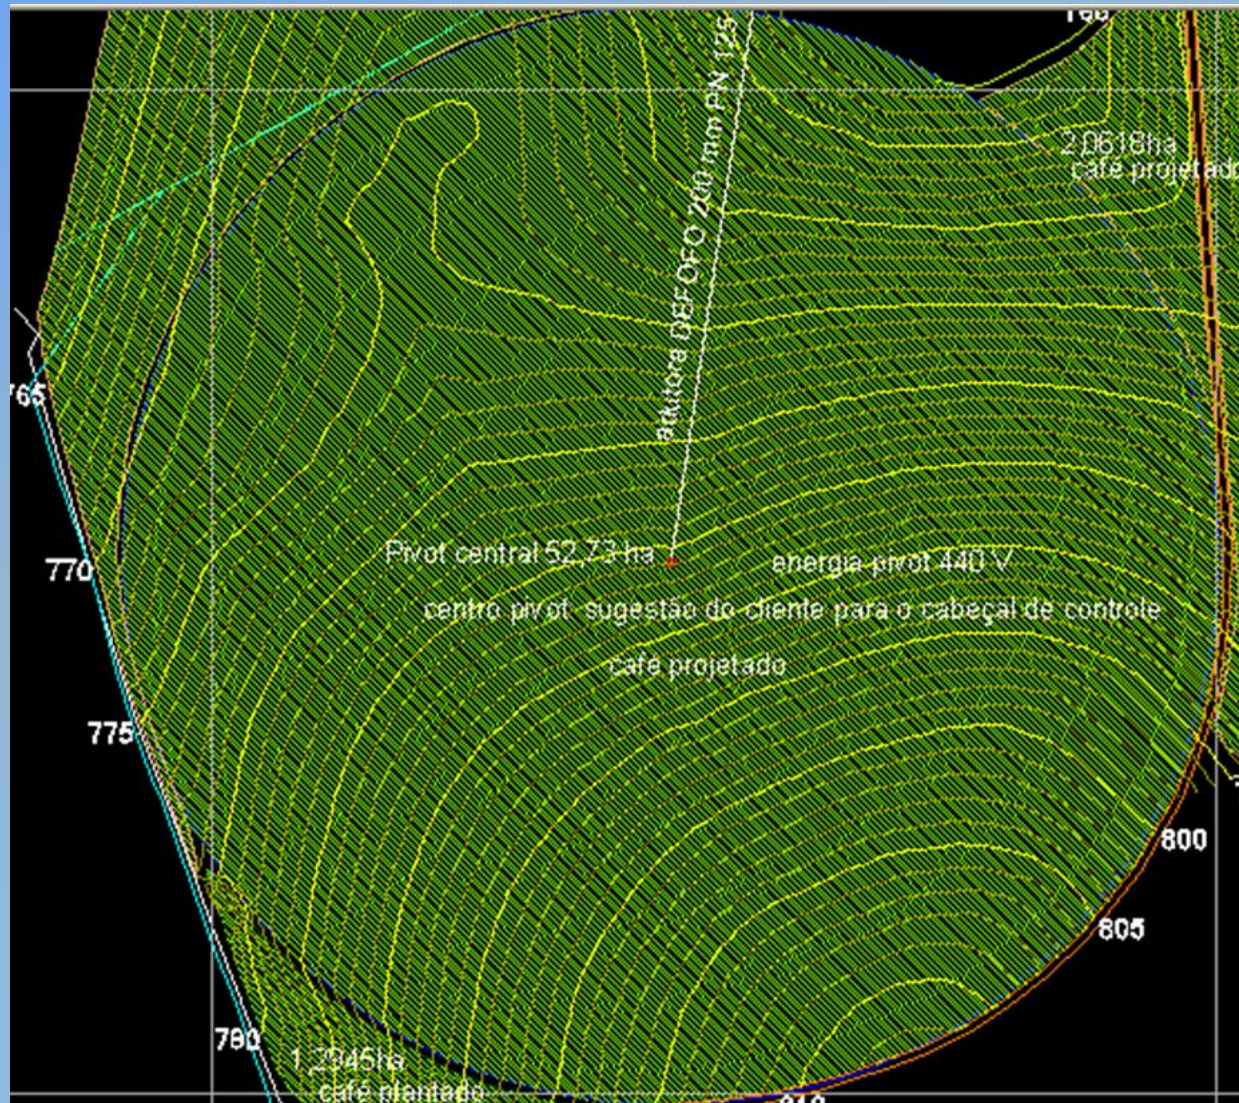 adutora DEFOFO 200 mm PN 125
2,0618ha
café projetado
765
Pivot central 52,73 ha
energia pivot 440 V
770
centro pivot sugestão do cliente para o cabeçal de controle
café projetado
775
800
805
790
1,2945ha
café plantado